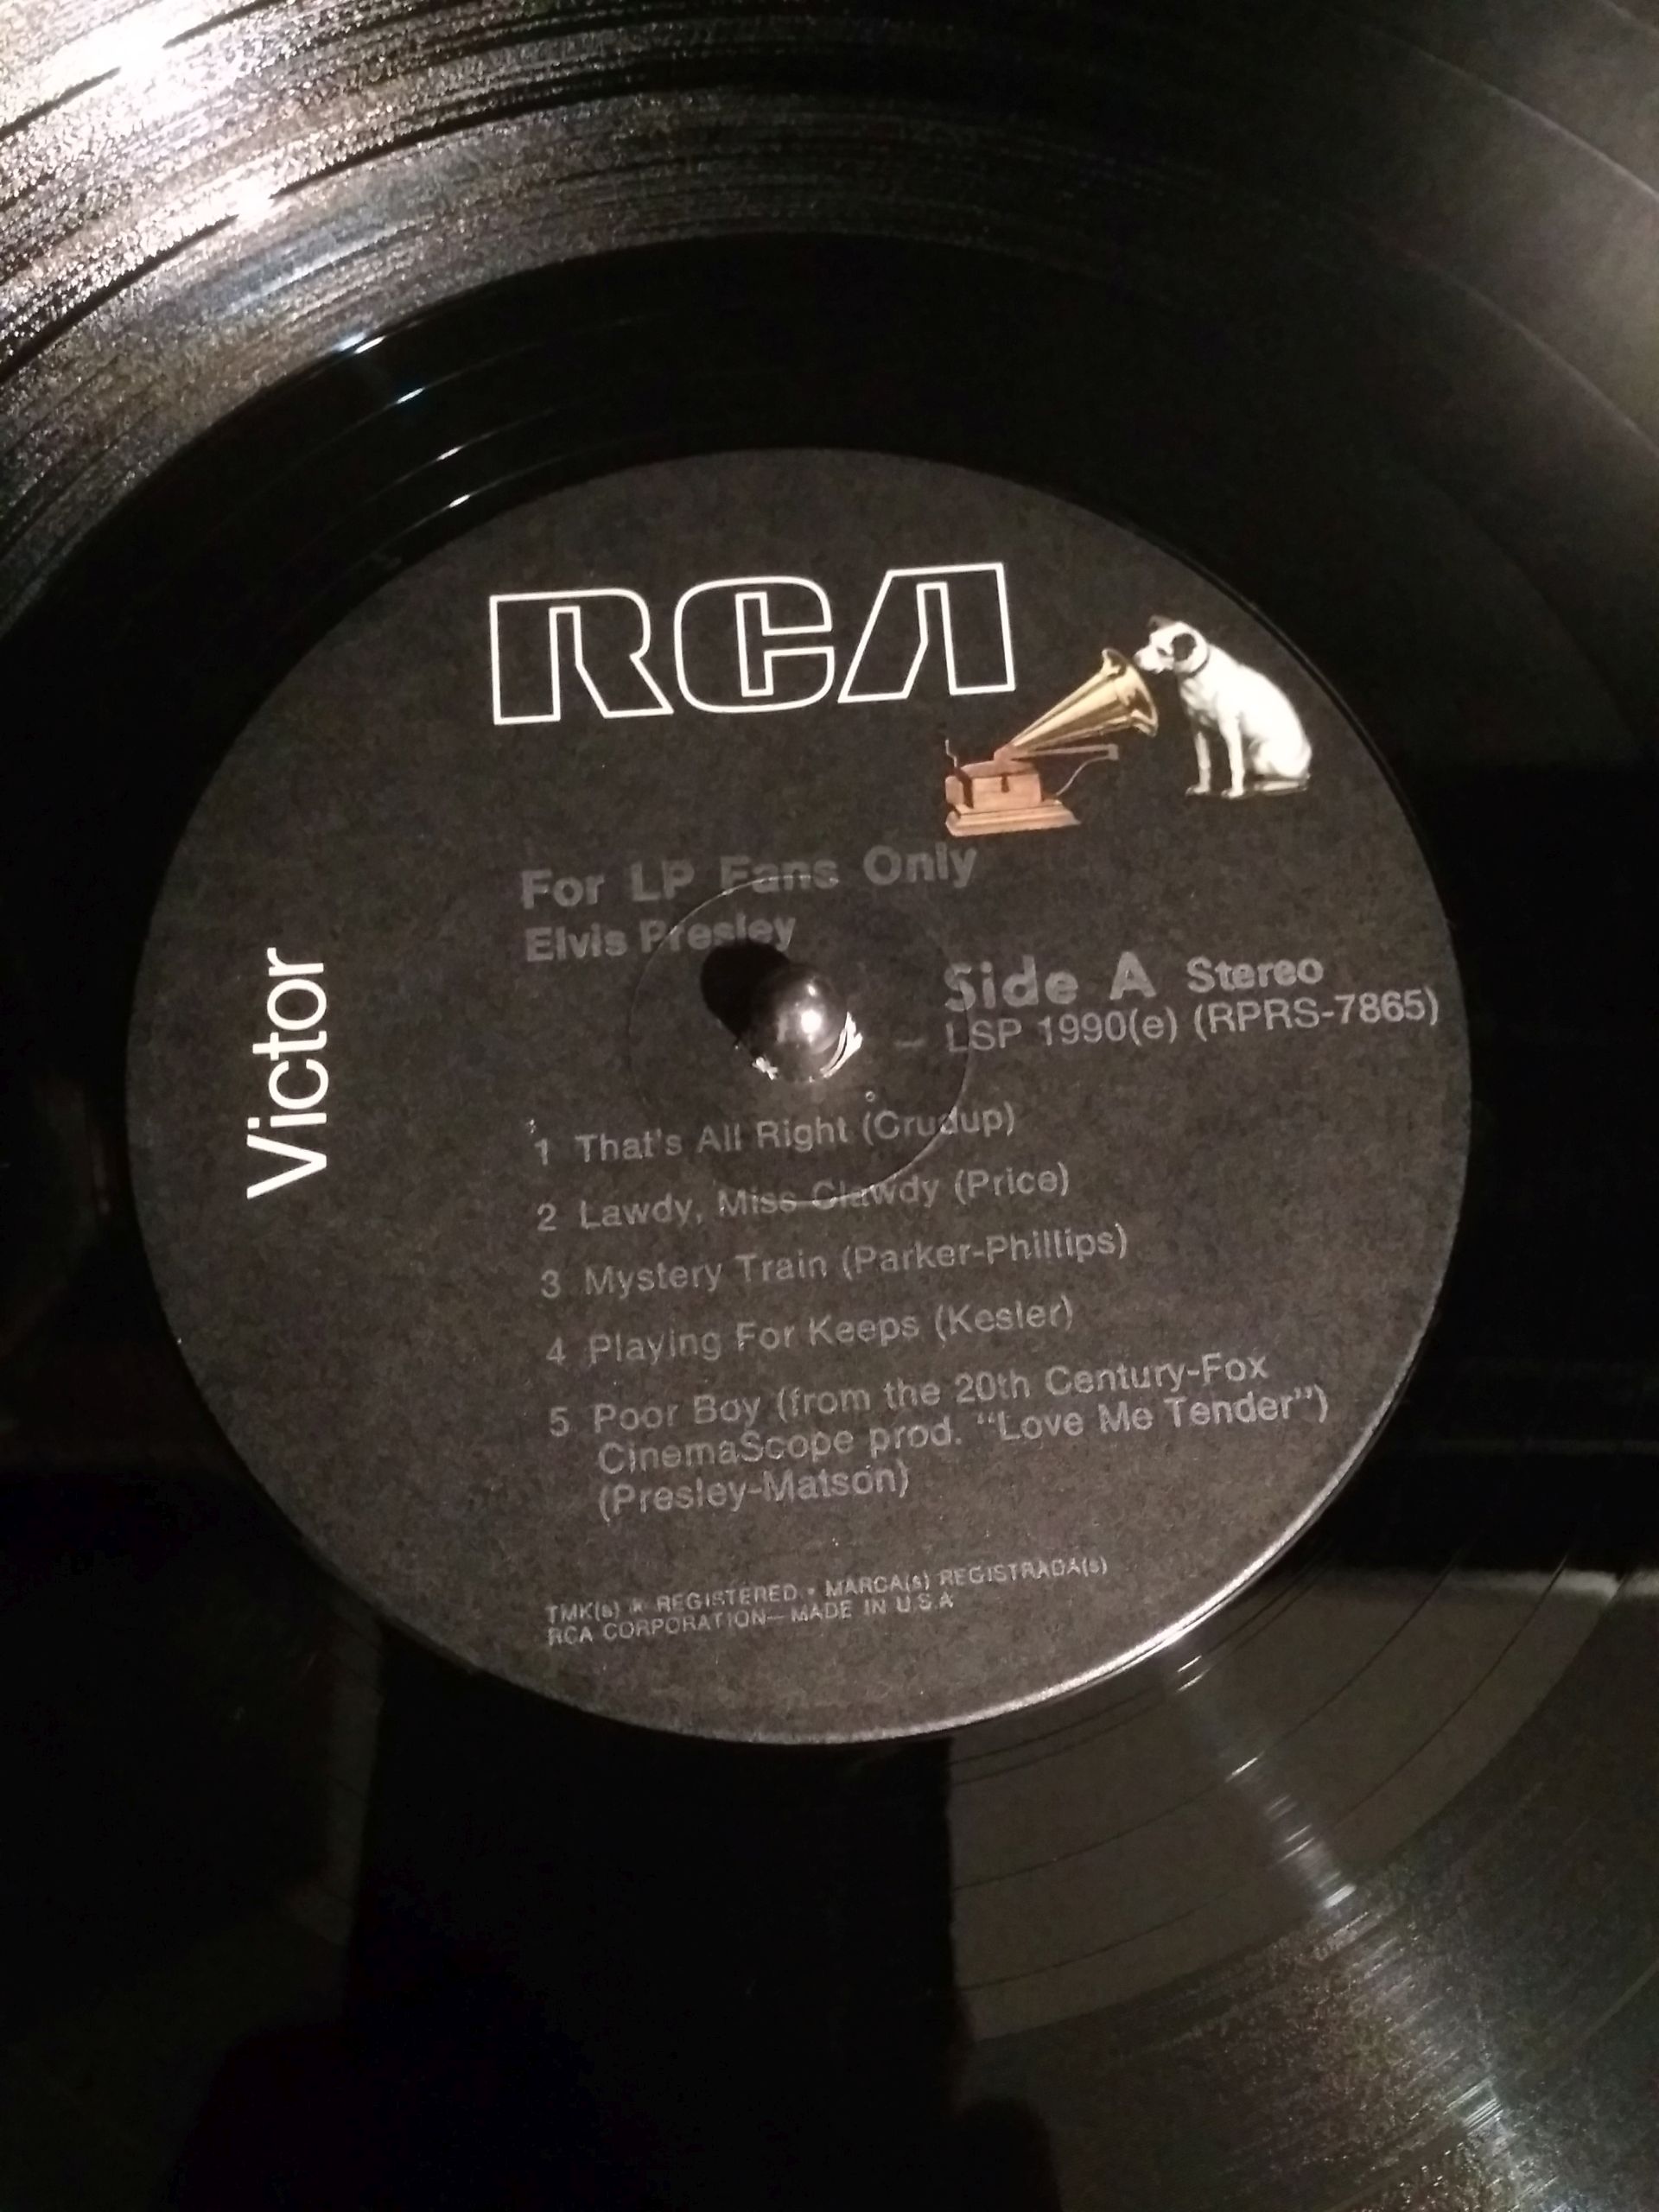 RCA
Victor
For LP Fans Only
Elvis Presley
Side A Stereo
LSP 1990(e) (RPRS-7865)
1 That's All Right (Crudup)
2 Lawdy, Miss Clawdy (Price)
3 Mystery Train (Parker-Phillips)
4 Playing For Keeps (Kesler)
5 Poor Boy (from the 20th Century-Fox
CinemaScope prod. “Love Me Tender”)
(Presley-Matson)
TMK(s) ® REGISTERED • MARCA(s) REGISTRADA(s)
RCA CORPORATION—MADE IN U.S.A